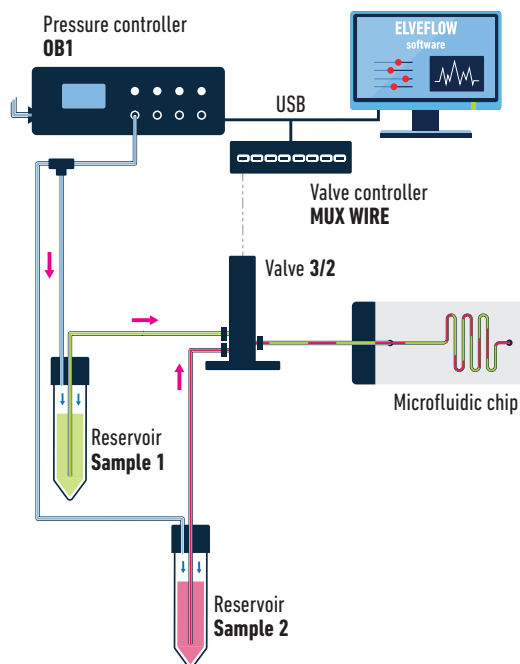 Pressure controller
OB1
ELVEFLOW
software
USB
Valve controller
MUX WIRE
Valve 3/2
Microfluidic chip
Reservoir
Sample 1
Reservoir
Sample 2